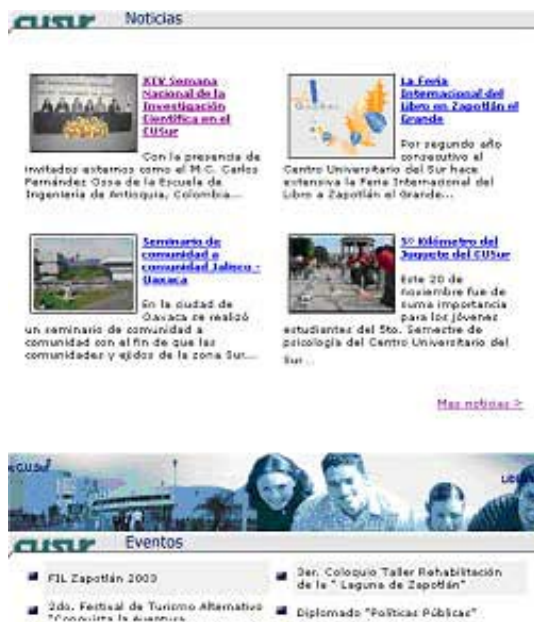 CUSUR Noticias
XIV Semana
Nacional de la
Investigación
Científica en el
CUSur
Con la presencia de
invitados externos como el M.C. Carlos
Fernández Ossa de la Escuela de
Ingeniería de Antioquia, Colombia...
La Feria
Internacional del
Libro en Zapotlán el
Grande
Por segundo año
consecutivo el
Centro Universitario del Sur hace
extensiva la Feria Internacional del
Libro a Zapotlán el Grande...
Seminario de
comunidad a
comunidad Jalisco -
Oaxaca
En la ciudad de
Oaxaca se realizó
un seminario de comunidad a
comunidad con el fin de que las
comunidades y ejidos de la zona Sur...
5º Kilómetro del
Juguete del CUSur
Este 20 de
noviembre fue de
suma importancia
para los jóvenes
estudiantes del 5to. Semestre de
psicología del Centro Universitario del
Sur...
Mas noticias >
CUSur
CUSUR Eventos
FIL Zapotlán 2003
3er. Coloquio Taller Rehabilitación
de la " Laguna de Zapotlán"
2do. Festival de Turismo Alternativo
"Conquista la Aventura
Diplomado "Políticas Públicas"